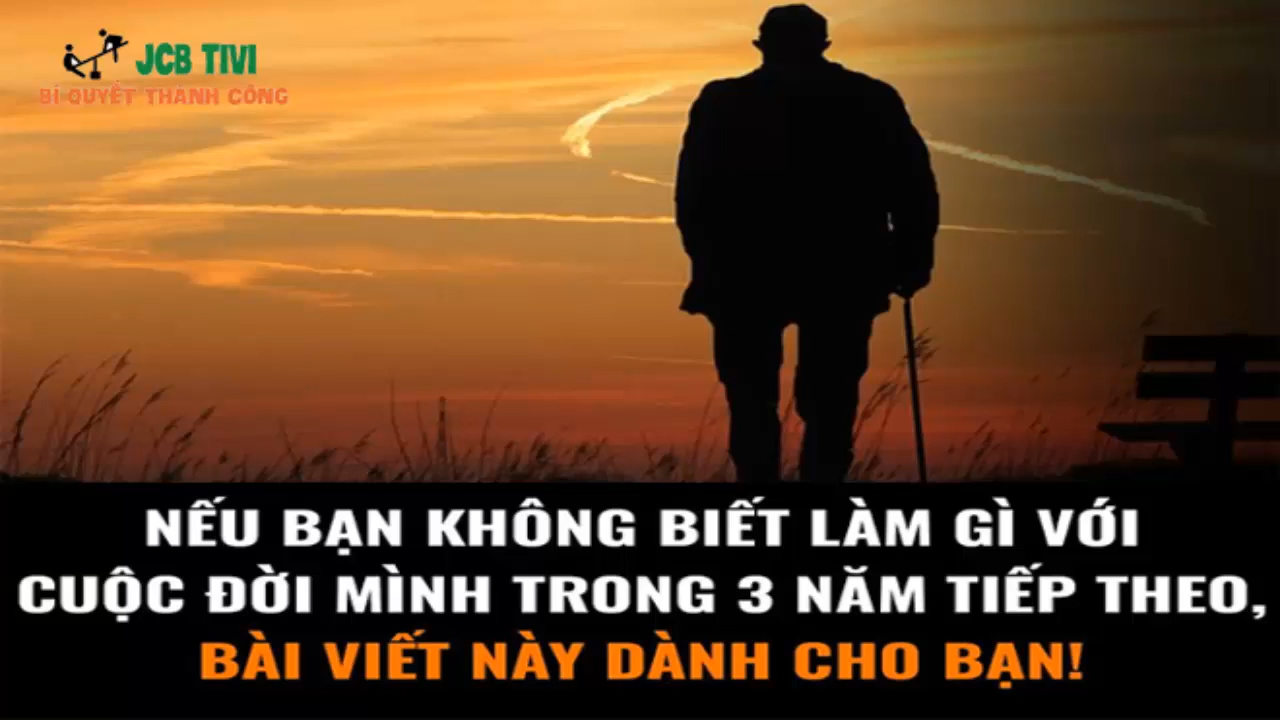 JCB TIVI
BÍ QUYẾT THÀNH CÔNG
NẾU BẠN KHÔNG BIẾT LÀM GÌ VỚI
CUỘC ĐỜI MÌNH TRONG 3 NĂM TIẾP THEO,
BÀI VIẾT NÀY DÀNH CHO BẠN!